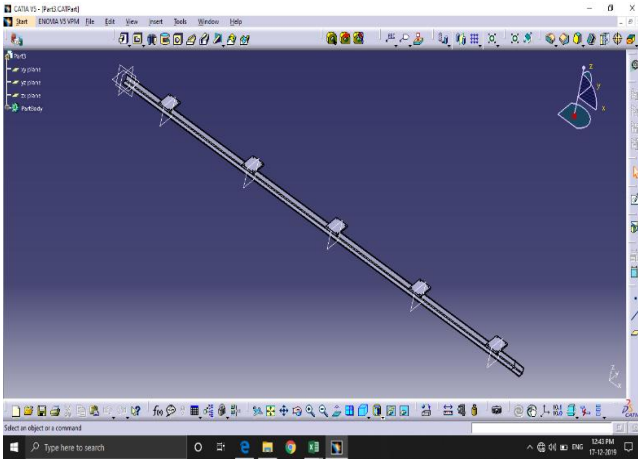 CATIA V5 - [Part3.CATPart]
Start ENOVIA V5 VPM File Edit View Insert Tools Window Help
Part3
xy plane
yz plane
zx plane
PartBody
z
y
x
Select an object or a command
Type here to search
ENG
12:43 PM
17-12-2019